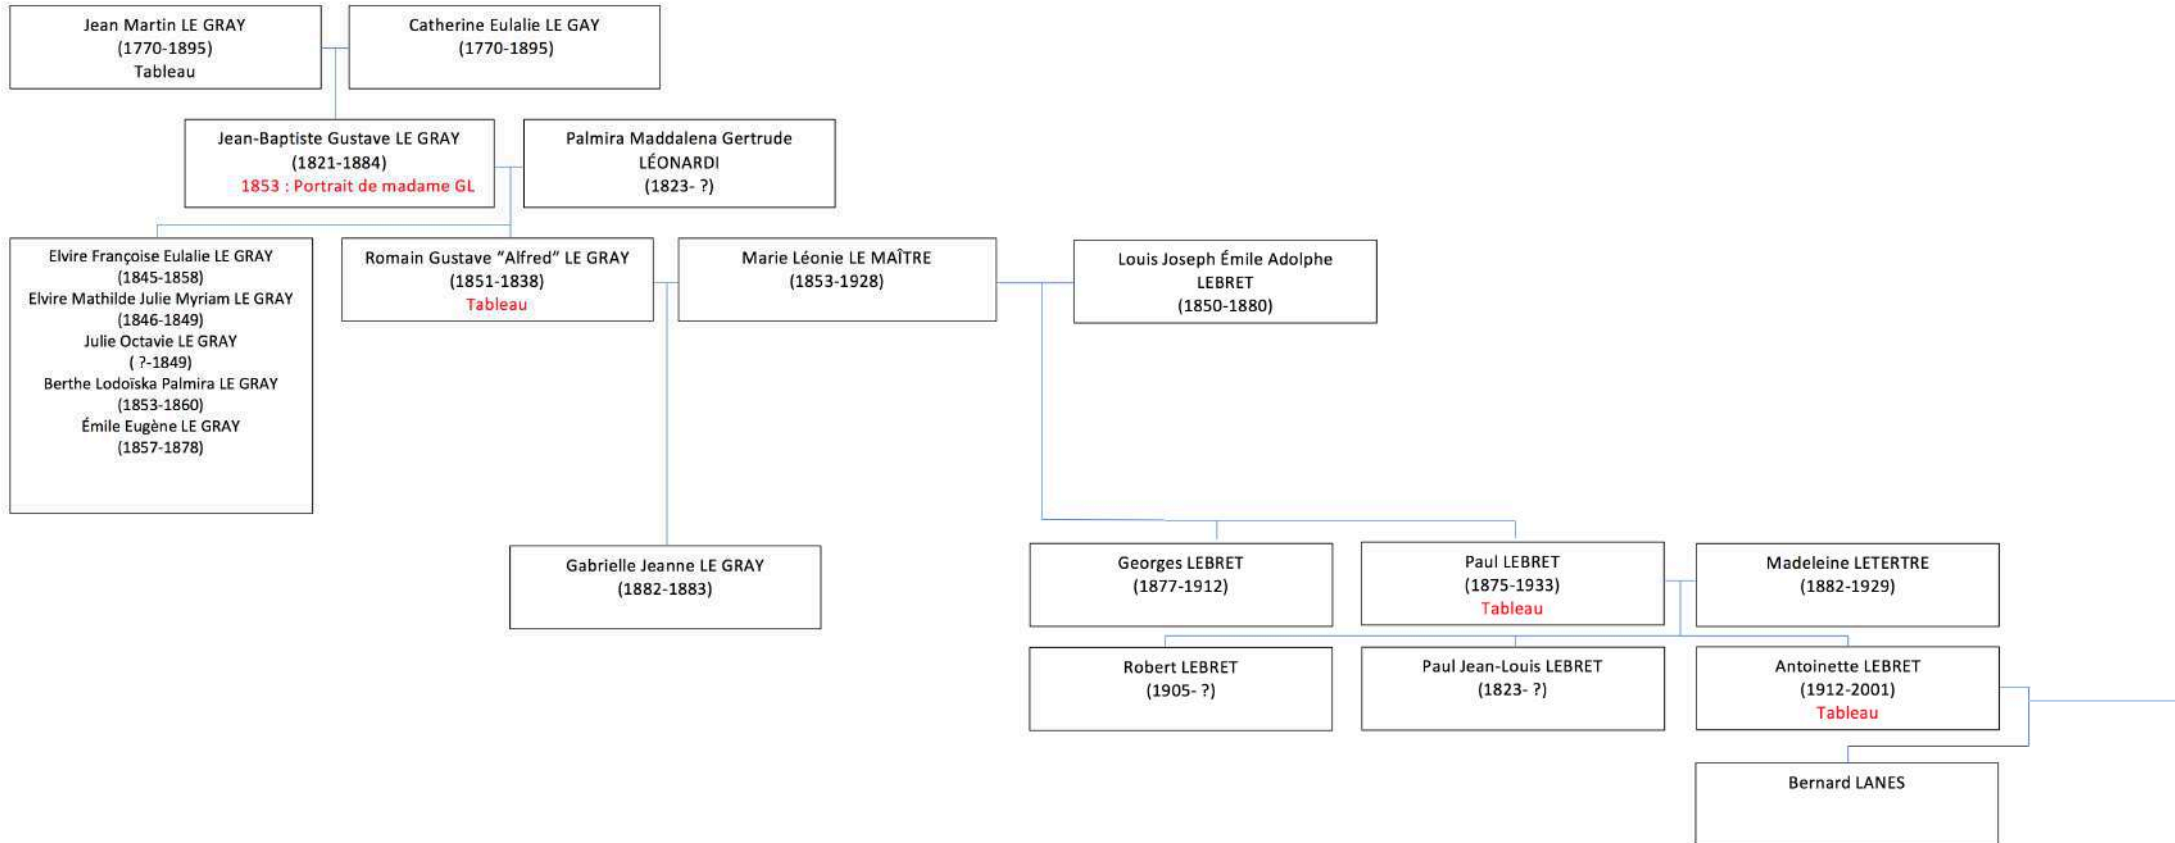 Jean Martin LE GRAY
(1770-1895)
Tableau
Catherine Eulalie LE GAY
(1770-1895)
Jean-Baptiste Gustave LE GRAY
(1821-1884)
1853 : Portrait de madame GL
Palmira Maddalena Gertrude
LÉONARDI
(1823- ?)
Elvire Françoise Eulalie LE GRAY
(1845-1858)
Elvire Mathilde Julie Myriam LE GRAY
(1846-1849)
Julie Octavie LE GRAY
( ?-1849)
Berthe Lodoïska Palmira LE GRAY
(1853-1860)
Émile Eugène LE GRAY
(1857-1878)
Romain Gustave “Alfred” LE GRAY
(1851-1838)
Tableau
Marie Léonie LE MAÎTRE
(1853-1928)
Louis Joseph Émile Adolphe
LEBRET
(1850-1880)
Gabrielle Jeanne LE GRAY
(1882-1883)
Georges LEBRET
(1877-1912)
Paul LEBRET
(1875-1933)
Tableau
Madeleine LETERTRE
(1882-1929)
Robert LEBRET
(1905- ?)
Paul Jean-Louis LEBRET
(1823- ?)
Antoinette LEBRET
(1912-2001)
Tableau
Bernard LANES